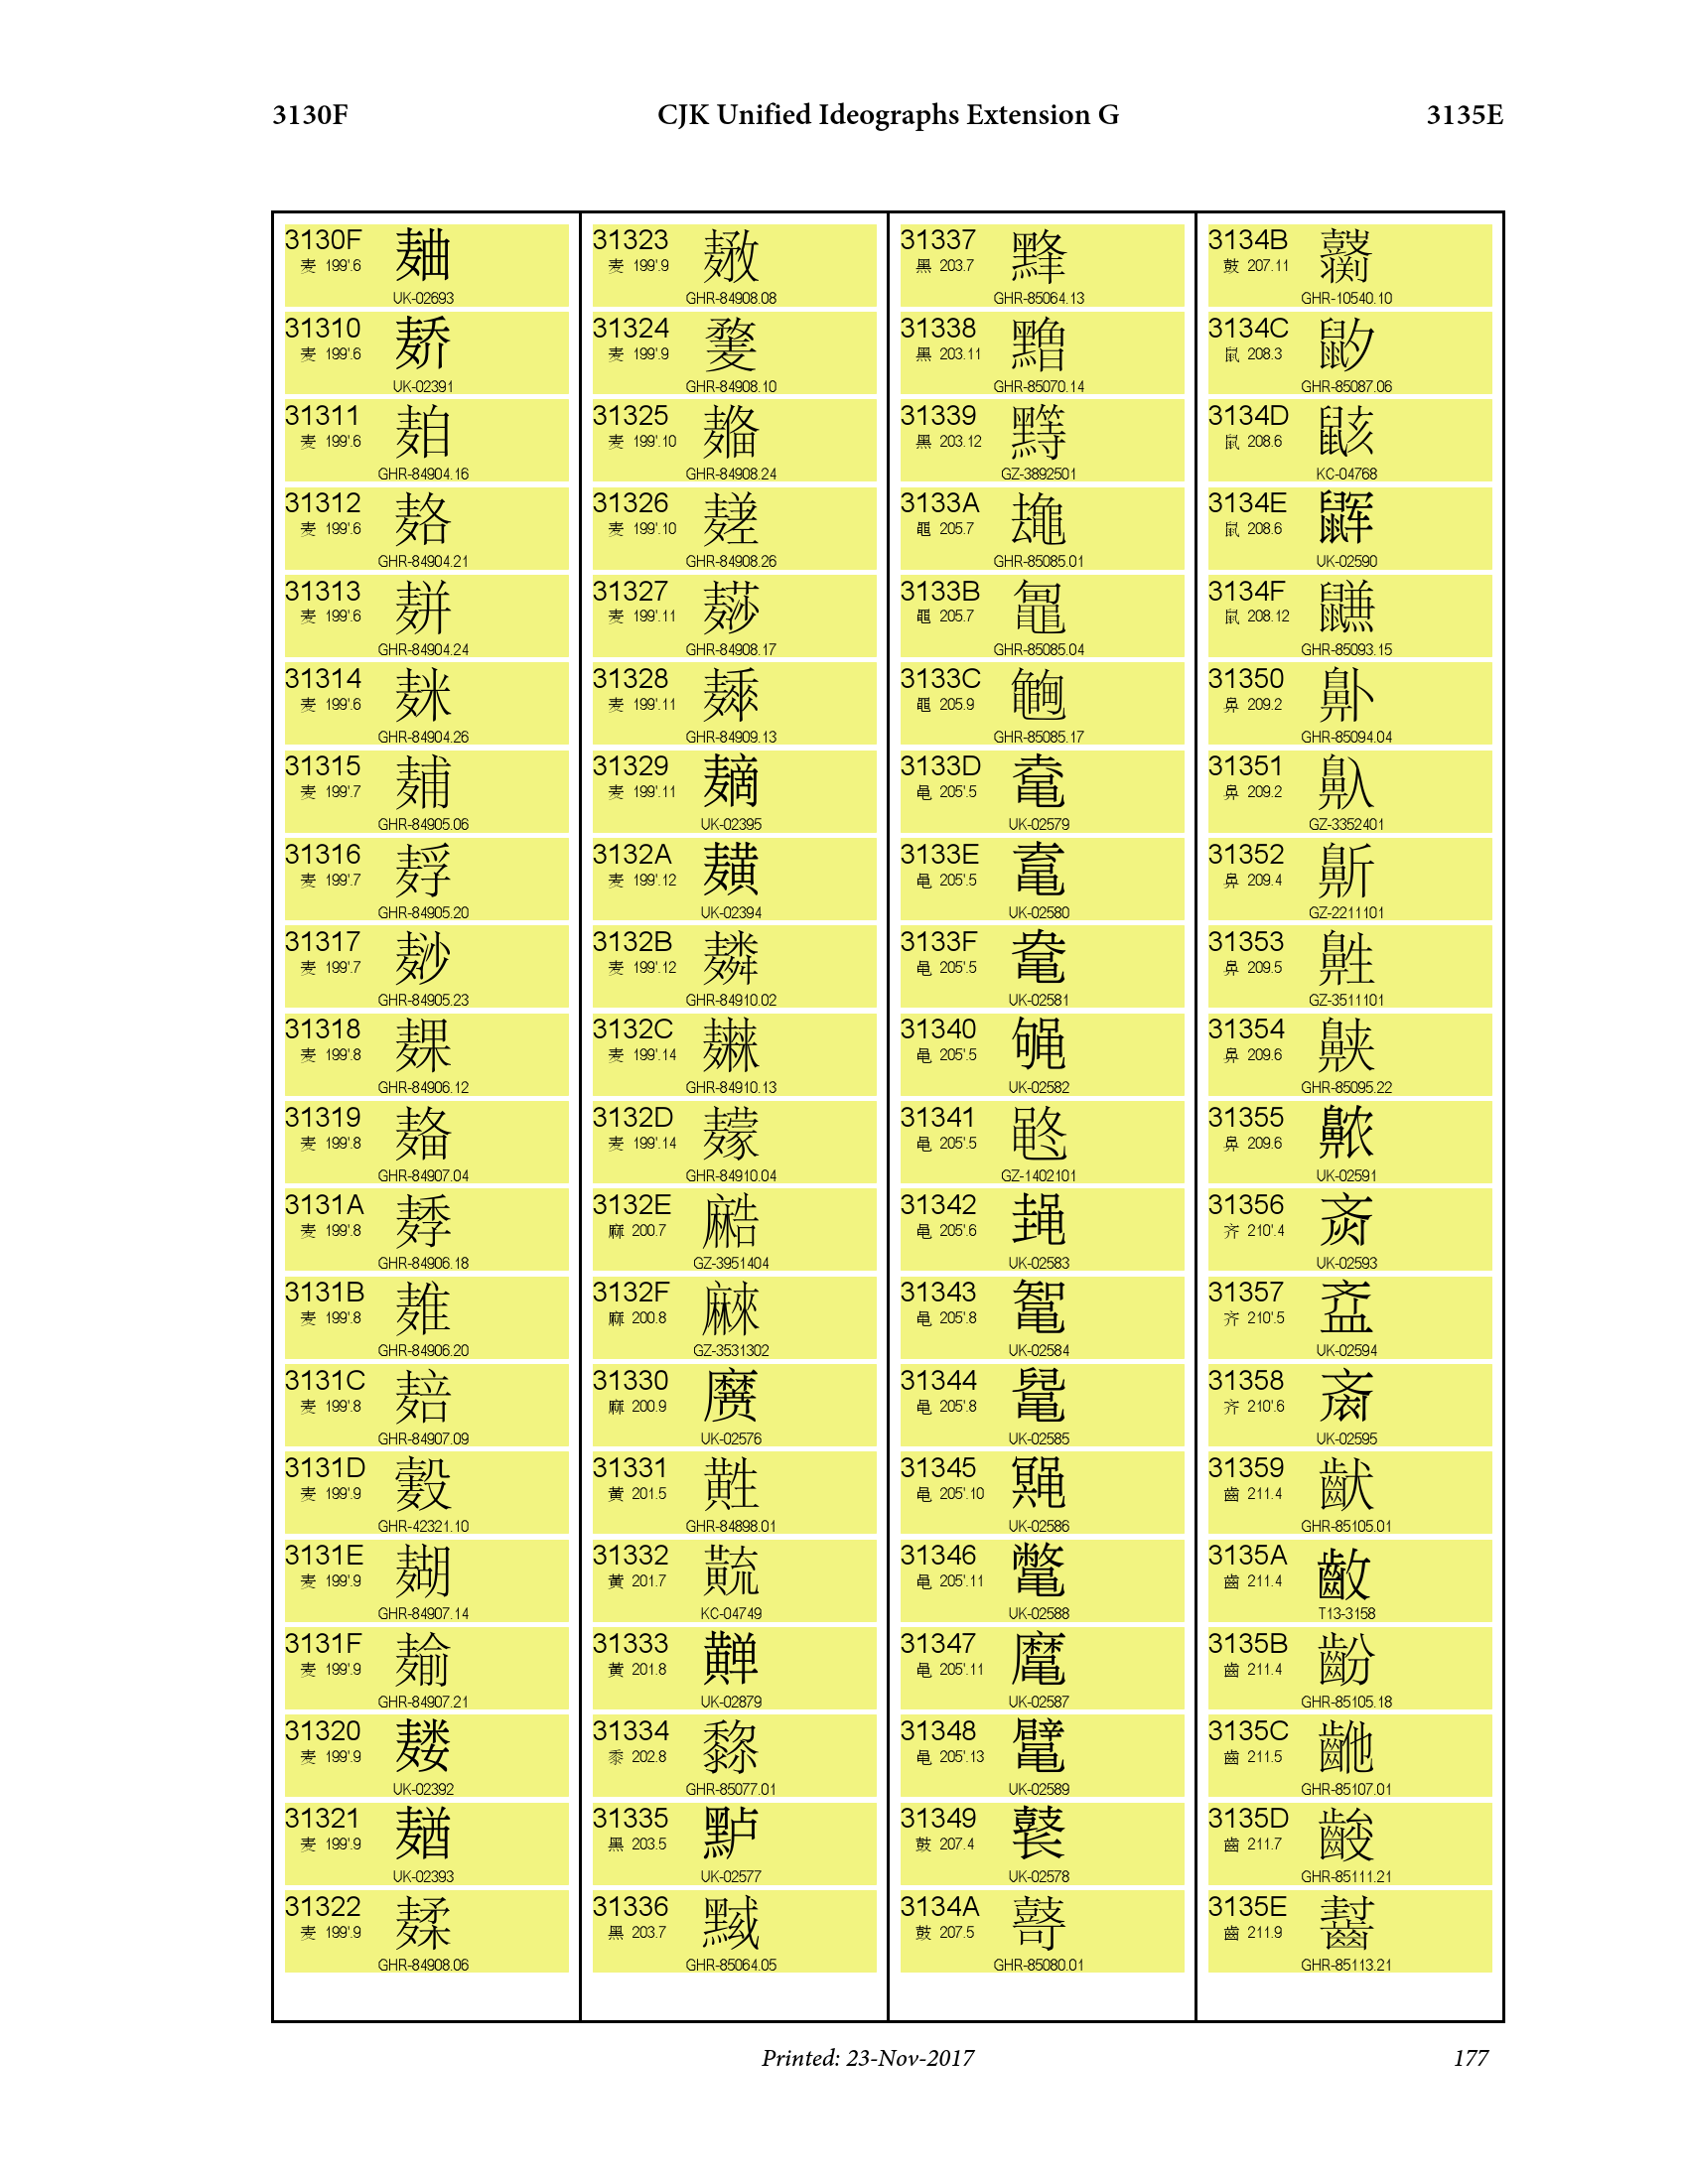 3130F CJK Unified Ideographs Extension G 3135E
3130F
麦 199'.6
UK-02693
31310
麦 199'.6
UK-02391
31311
麦 199'.6
GHR-84904.16
31312
麦 199'.6
GHR-84904.21
31313
麦 199'.6
GHR-84904.24
31314
麦 199'.6
GHR-84904.26
31315
麦 199'.7
GHR-84905.06
31316
麦 199'.7
GHR-84905.20
31317
麦 199'.7
GHR-84905.23
31318
麦 199'.8
GHR-84906.12
31319
麦 199'.8
GHR-84907.04
3131A
麦 199'.8
GHR-84906.18
3131B
麦 199'.8
GHR-84906.20
3131C
麦 199'.8
GHR-84907.09
3131D
麦 199'.9
GHR-42321.10
3131E
麦 199'.9
GHR-84907.14
3131F
麦 199'.9
GHR-84907.21
31320
麦 199'.9
UK-02392
31321
麦 199'.9
UK-02393
31322
麦 199'.9
GHR-84908.06
31323
麦 199'.9
GHR-84908.08
31324
麦 199'.9
GHR-84908.10
31325
麦 199'.10
GHR-84908.24
31326
麦 199'.10
GHR-84908.26
31327
麦 199'.11
GHR-84908.17
31328
麦 199'.11
GHR-84909.13
31329
麦 199'.11
UK-02395
3132A
麦 199'.12
UK-02394
3132B
麦 199'.12
GHR-84910.02
3132C
麦 199'.14
GHR-84910.13
3132D
麦 199'.14
GHR-84910.04
3132E
麻 200.7
GZ-3951404
3132F
麻 200.8
GZ-3531302
31330
麻 200.9
UK-02576
31331
黃 201.5
GHR-84898.01
31332
黃 201.7
KC-04749
31333
黃 201.8
UK-02879
31334
黍 202.8
GHR-85077.01
31335
黑 203.5
UK-02577
31336
黑 203.7
GHR-85064.05
31337
黑 203.7
GHR-85064.13
31338
黑 203.11
GHR-85070.14
31339
黑 203.12
GZ-3892501
3133A
黽 205.7
GHR-85085.01
3133B
黽 205.7
GHR-85085.04
3133C
黽 205.9
GHR-85085.17
3133D
黾 205'.5
UK-02579
3133E
黾 205'.5
UK-02580
3133F
黾 205'.5
UK-02581
31340
黾 205'.5
UK-02582
31341
黾 205'.5
GZ-1402101
31342
黾 205'.6
UK-02583
31343
黾 205'.8
UK-02584
31344
黾 205'.8
UK-02585
31345
黾 205'.10
UK-02586
31346
黾 205'.11
UK-02588
31347
黾 205'.11
UK-02587
31348
黾 205'.13
UK-02589
31349
鼓 207.4
UK-02578
3134A
鼓 207.5
GHR-85080.01
3134B
鼓 207.11
GHR-10540.10
3134C
鼠 208.3
GHR-85087.06
3134D
鼠 208.6
KC-04768
3134E
鼠 208.6
UK-02590
3134F
鼠 208.12
GHR-85093.15
31350
鼻 209.2
GHR-85094.04
31351
鼻 209.2
GZ-3352401
31352
鼻 209.4
GZ-2211101
31353
鼻 209.5
GZ-3511101
31354
鼻 209.6
GHR-85095.22
31355
鼻 209.6
UK-02591
31356
齐 210'.4
UK-02593
31357
齐 210'.5
UK-02594
31358
齐 210'.6
UK-02595
31359
齒 211.4
GHR-85105.01
3135A
齒 211.4
T13-3158
3135B
齒 211.4
GHR-85105.18
3135C
齒 211.5
GHR-85107.01
3135D
齒 211.7
GHR-85111.21
3135E
齒 211.9
GHR-85113.21
Printed: 23-Nov-2017 177